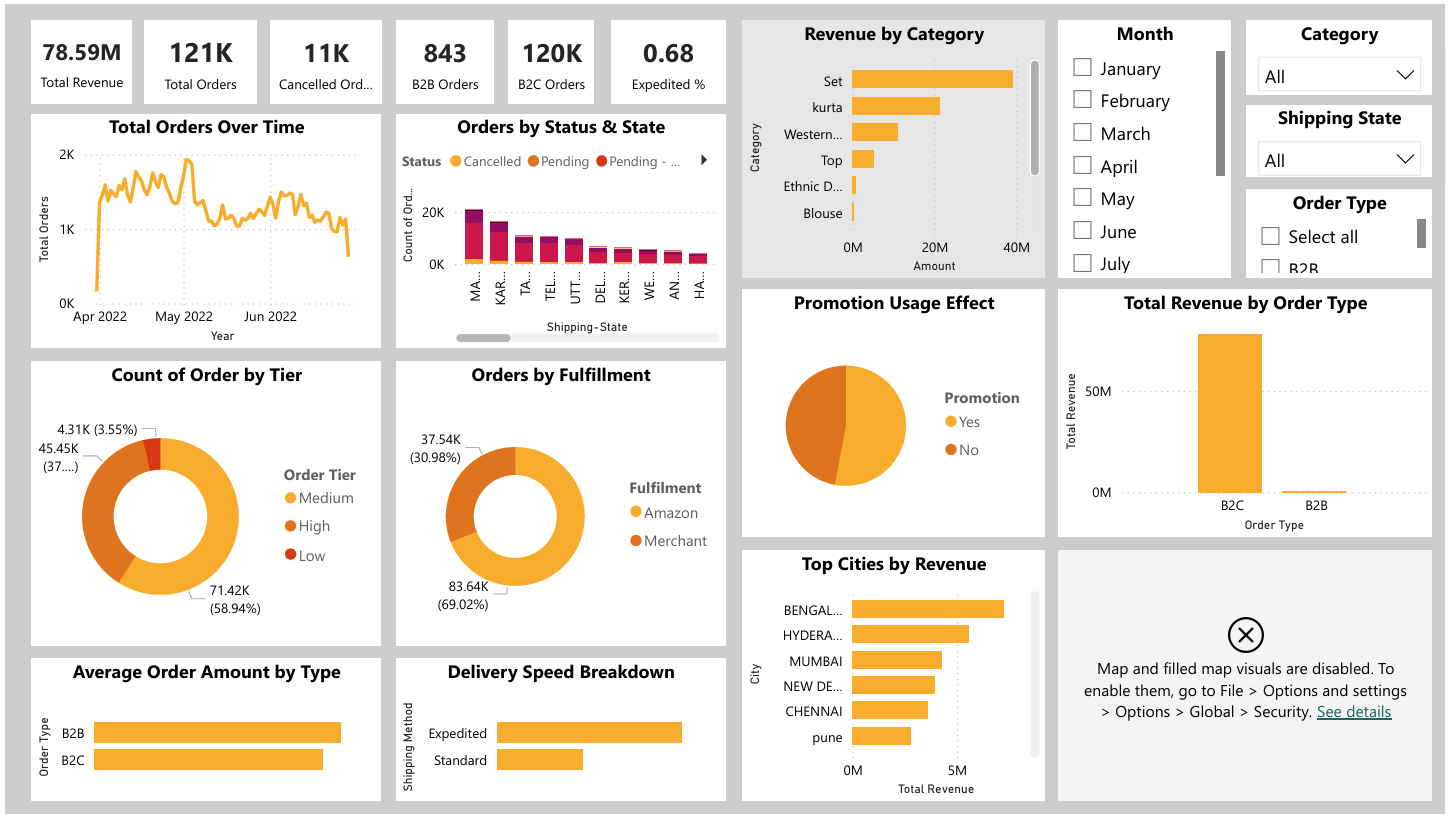 78.59M
Total Revenue
121K
Total Orders
11K
Cancelled Ord...
843
B2B Orders
120K
B2C Orders
0.68
Expedited %
Total Orders Over Time
Total Orders
2K
1K
0K
Apr 2022
May 2022
Jun 2022
Year
Orders by Status & State
Status
Cancelled
Pending
Pending - ...
Count of Ord...
20K
0K
MA...
KAR...
TA...
TEL...
UTT...
DEL...
KER...
WE...
AN...
HA...
Shipping-State
Revenue by Category
Category
Set
kurta
Western...
Top
Ethnic D...
Blouse
0M
20M
40M
Amount
Month
January
February
March
April
May
June
July
Category
All
Shipping State
All
Order Type
Select all
B2B
Count of Order by Tier
4.31K (3.55%)
45.45K
(37....)
71.42K
(58.94%)
Order Tier
Medium
High
Low
Orders by Fulfillment
37.54K
(30.98%)
83.64K
(69.02%)
Fulfilment
Amazon
Merchant
Promotion Usage Effect
Promotion
Yes
No
Total Revenue by Order Type
Total Revenue
50M
0M
B2C
B2B
Order Type
Average Order Amount by Type
Order Type
B2B
B2C
Delivery Speed Breakdown
Shipping Method
Expedited
Standard
Top Cities by Revenue
City
BENGAL...
HYDERA...
MUMBAI
NEW DE...
CHENNAI
pune
0M
5M
Total Revenue
Map and filled map visuals are disabled. To
enable them, go to File > Options and settings
> Options > Global > Security. See details